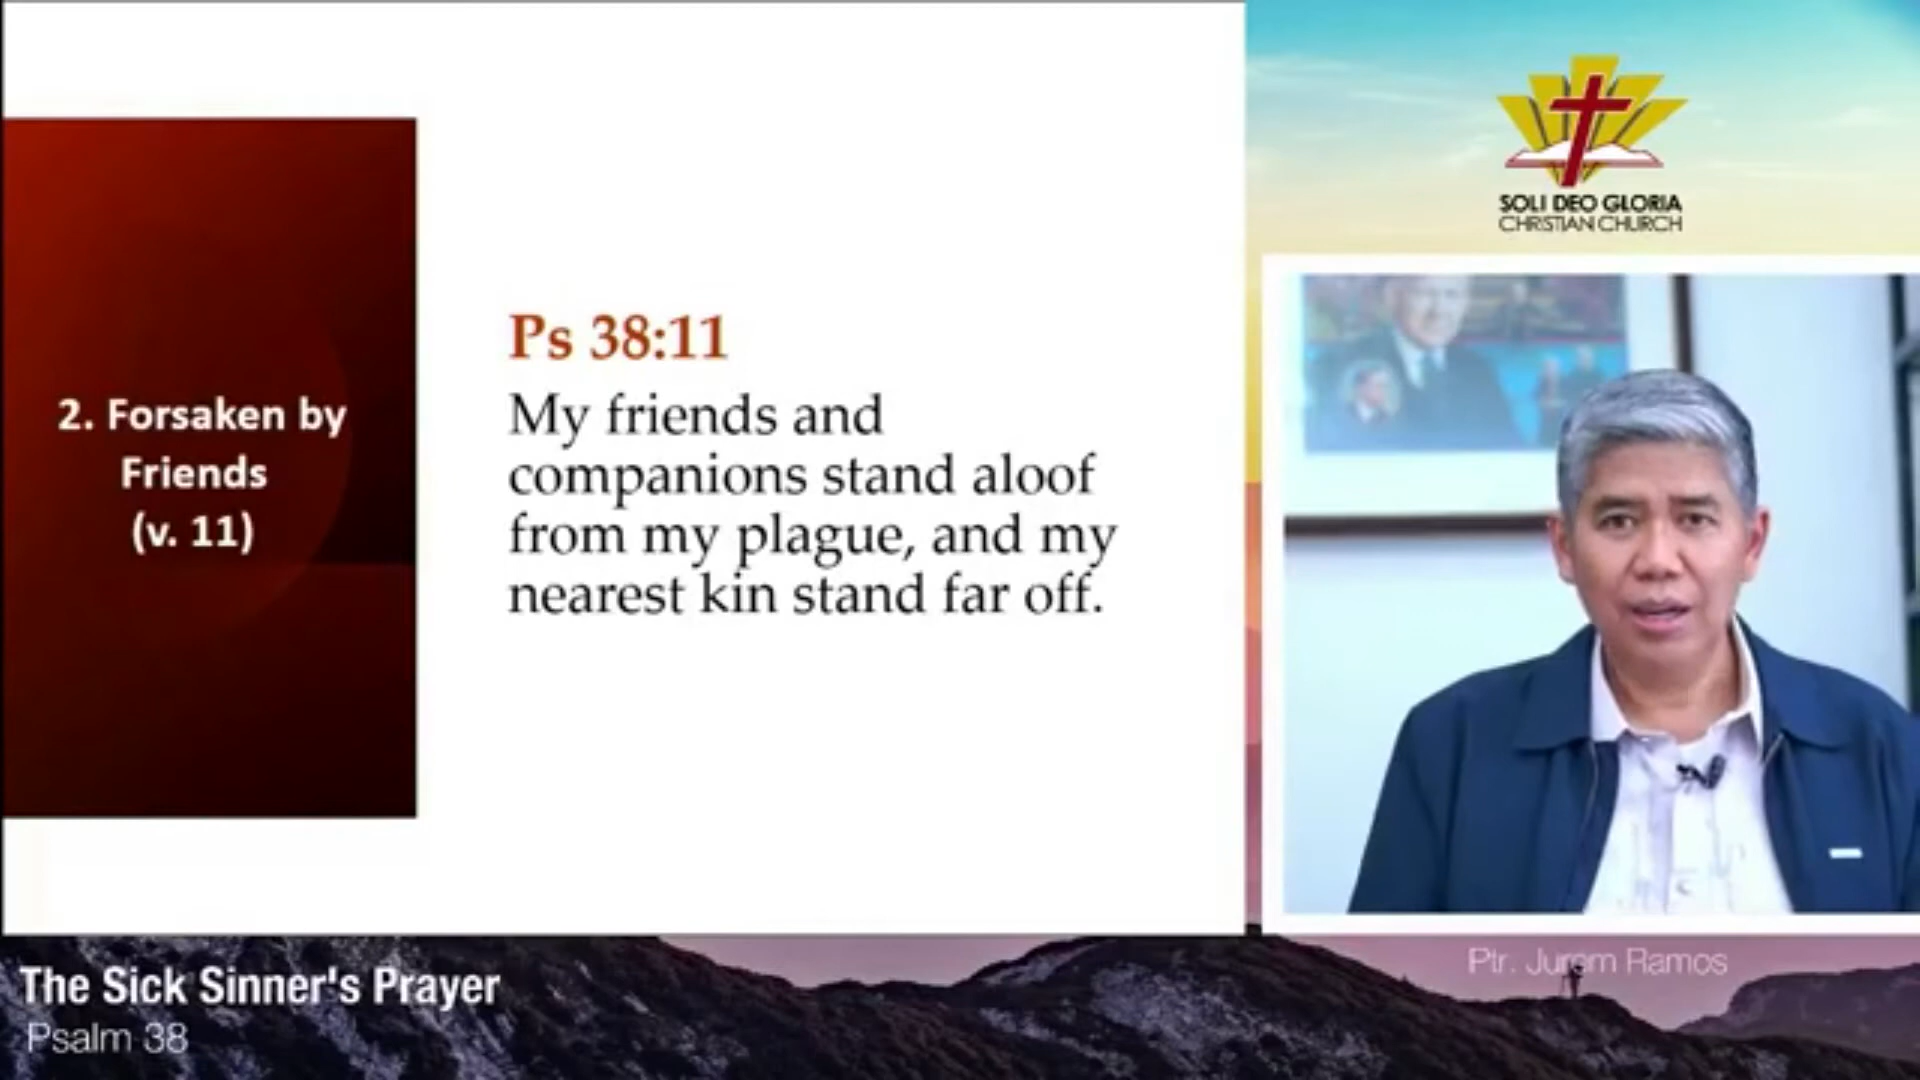 SOLI DEO GLORIA
CHRISTIAN CHURCH
2. Forsaken by
Friends
(v. 11)
Ps 38:11
My friends and
companions stand aloof
from my plague, and my
nearest kin stand far off.
Ptr. Jurem Ramos
The Sick Sinner's Prayer
Psalm 38